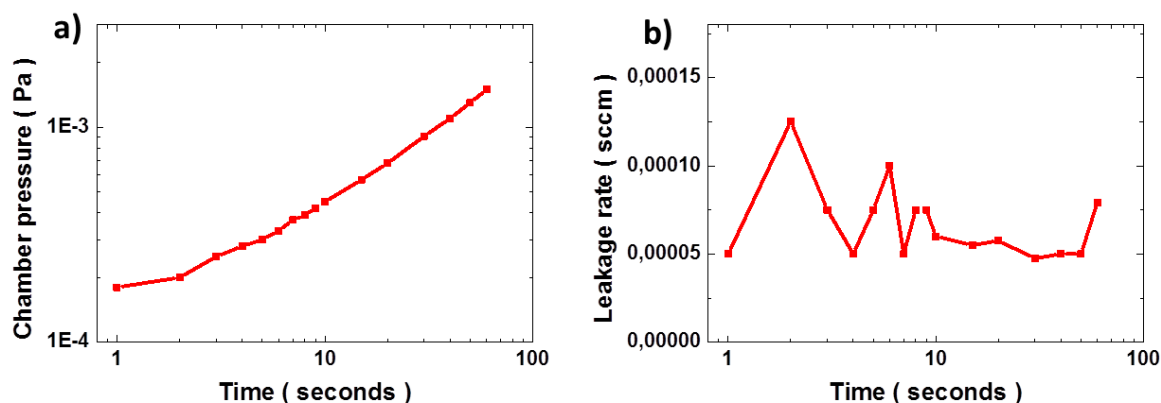 a)
Chamber pressure ( Pa )
1E-3
1E-4
1
10
100
Time ( seconds )
b)
Leakage rate ( sccm )
0,00015
0,00010
0,00005
0,00000
1
10
100
Time ( seconds )